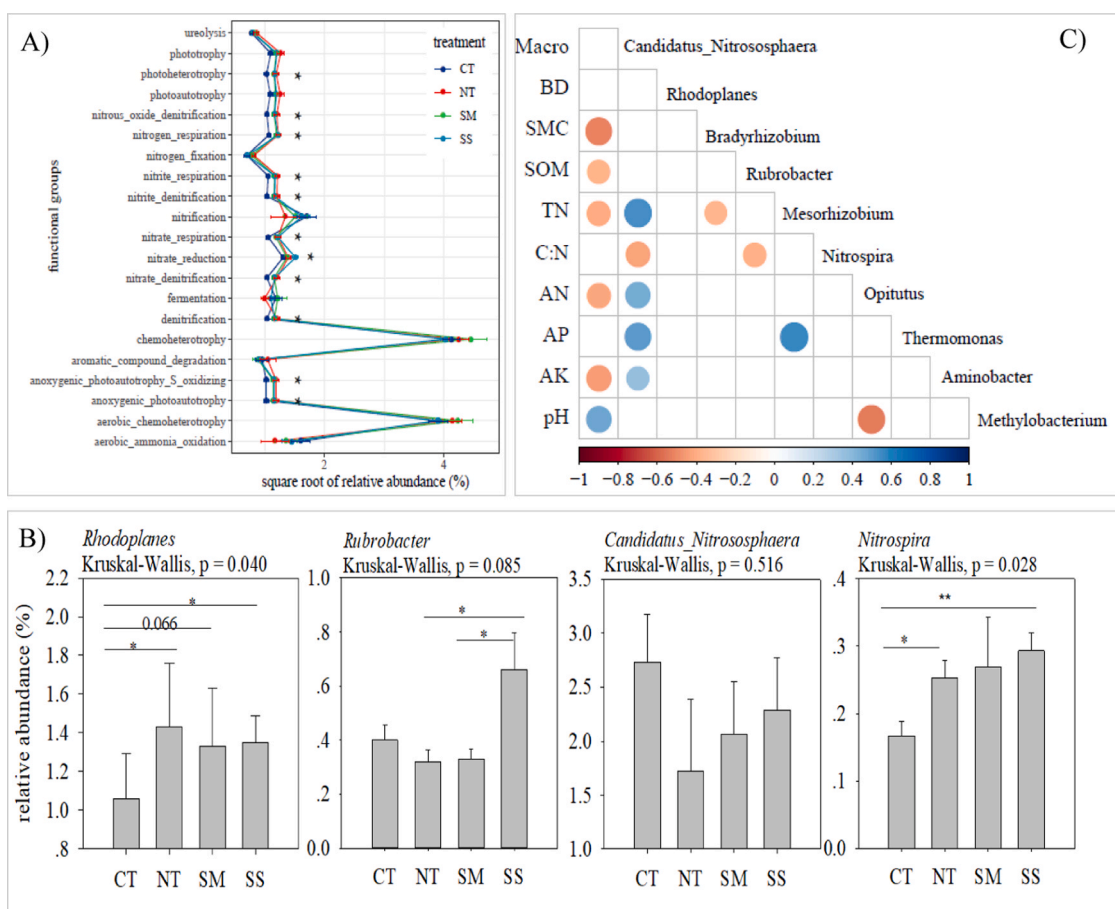 A)
ureolysis
phototrophy
photoheterotrophy
photoautotrophy
nitrous_oxide_denitrification
nitrogen_respiration
nitrogen_fixation
nitrite_respiration
nitrite_denitrification
nitrification
nitrate_respiration
nitrate_reduction
nitrate_denitrification
fermentation
denitrification
chemoheterotrophy
aromatic_compound_degradation
anoxygenic_photoautotrophy_S_oxidizing
anoxygenic_photoautotrophy
aerobic_chemoheterotrophy
aerobic_ammonia_oxidation
functional groups
treatment
CT
NT
SM
SS
*
*
*
*
*
*
*
*
*
*
*
2 4
square root of relative abundance (%)
C)
Macro Candidatus_Nitrososphaera
BD Rhodoplanes
SMC Bradyrhizobium
SOM Rubrobacter
TN Mesorhizobium
C:N Nitrospira
AN Opitutus
AP Thermomonas
AK Aminobacter
pH Methylobacterium
−1 −0.8 −0.6 −0.4 −0.2 0 0.2 0.4 0.6 0.8 1
B)
relative abundance (%)
Rhodoplanes
Kruskal-Wallis, p = 0.040
2.2
2.0
1.8
1.6
1.4
1.2
1.0
.8
*
0.066
*
CT NT SM SS
Rubrobacter
Kruskal-Wallis, p = 0.085
1.0
.8
.6
.4
.2
0.0
*
*
CT NT SM SS
Candidatus_Nitrososphaera
Kruskal-Wallis, p = 0.516
3.5
3.0
2.5
2.0
1.5
1.0
CT NT SM SS
Nitrospira
Kruskal-Wallis, p = 0.028
.4
.3
.2
.1
0.0
**
*
CT NT SM SS